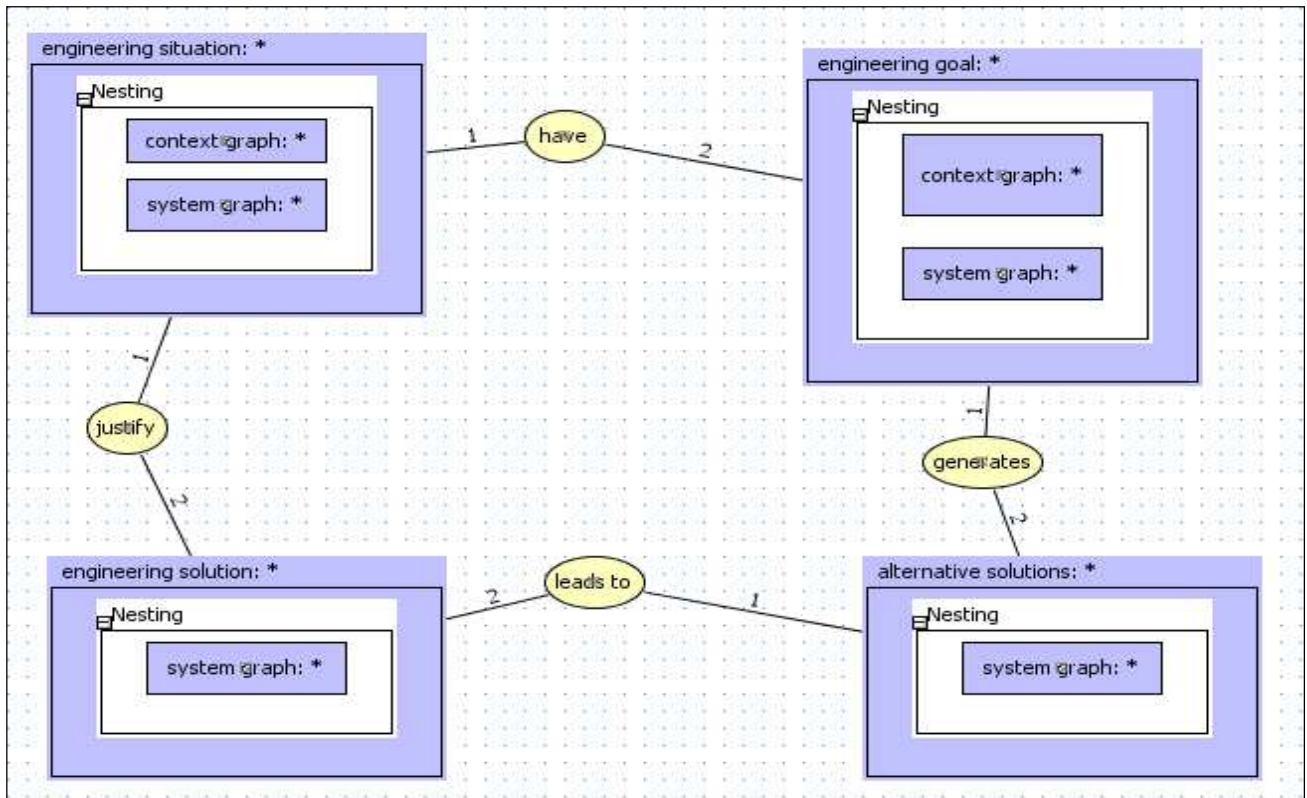 engineering situation: *
Nesting
context graph: *
system graph: *
1
have
2
engineering goal: *
Nesting
context graph: *
system graph: *
1
justify
2
1
generates
2
engineering solution: *
Nesting
system graph: *
2
leads to
1
alternative solutions: *
Nesting
system graph: *